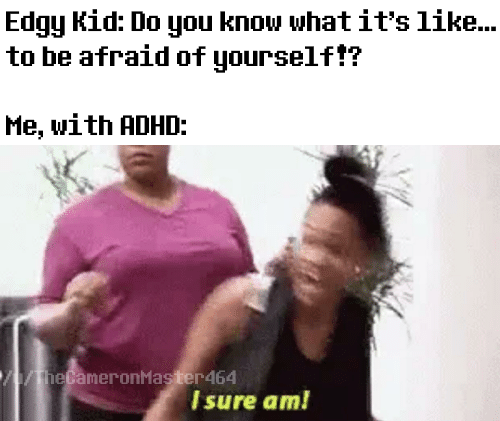 Edgy Kid: Do you know what it's like...
to be afraid of yourself!?
Me, with ADHD:
/u/TheCameronMaster464
I sure am!